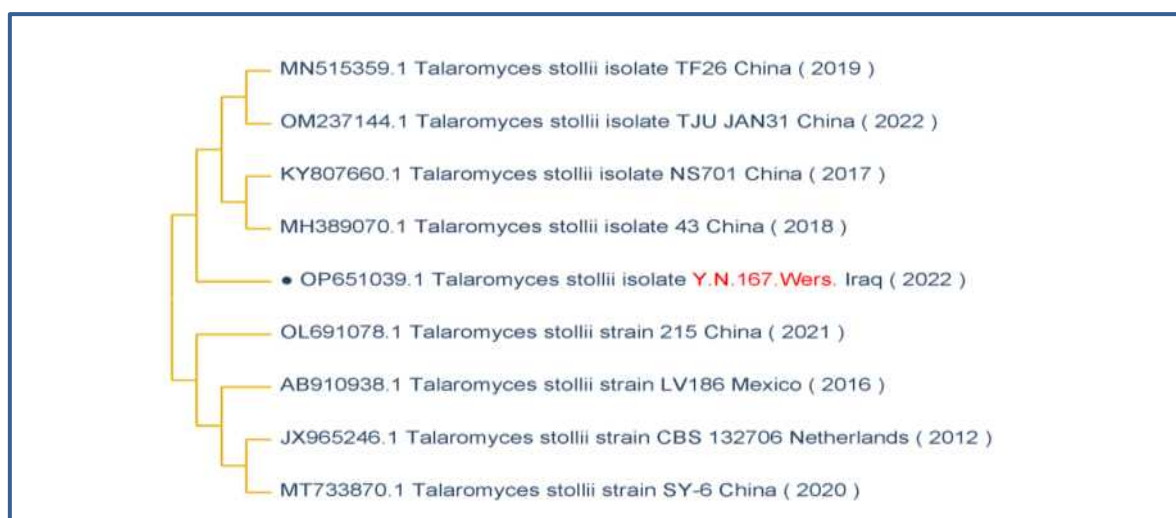 MN515359.1 Talaromyces stollii isolate TF26 China ( 2019 )
OM237144.1 Talaromyces stollii isolate TJU JAN31 China ( 2022 )
KY807660.1 Talaromyces stollii isolate NS701 China ( 2017 )
MH389070.1 Talaromyces stollii isolate 43 China ( 2018 )
● OP651039.1 Talaromyces stollii isolate Y.N.167.Wers. Iraq ( 2022 )
OL691078.1 Talaromyces stollii strain 215 China ( 2021 )
AB910938.1 Talaromyces stollii strain LV186 Mexico ( 2016 )
JX965246.1 Talaromyces stollii strain CBS 132706 Netherlands ( 2012 )
MT733870.1 Talaromyces stollii strain SY-6 China ( 2020 )